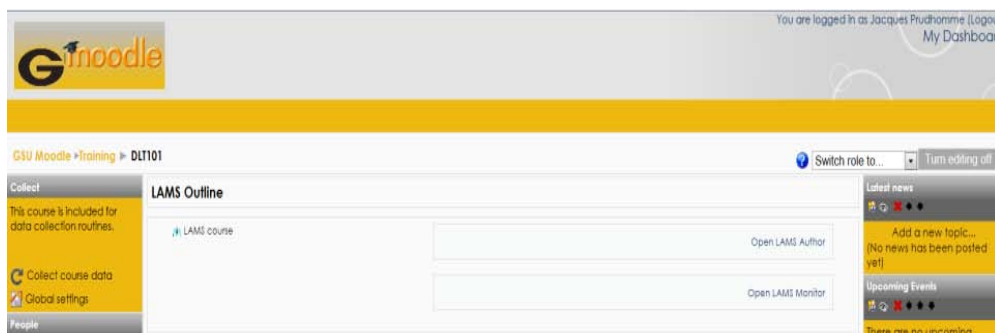 You are logged in as Jacques Prudhomme (Logou
My Dashboar
Gmoodle
GSU Moodle ▸Training ▸ DLT101
Switch role to...
Turn editing off
Collect
This course is included for
data collection routines.
Collect course data
Global settings
People
LAMS Outline
LAMS course
Open LAMS Author
Open LAMS Monitor
Latest news
Add a new topic...
(No news has been posted
yet)
Upcoming Events
There are no upcoming